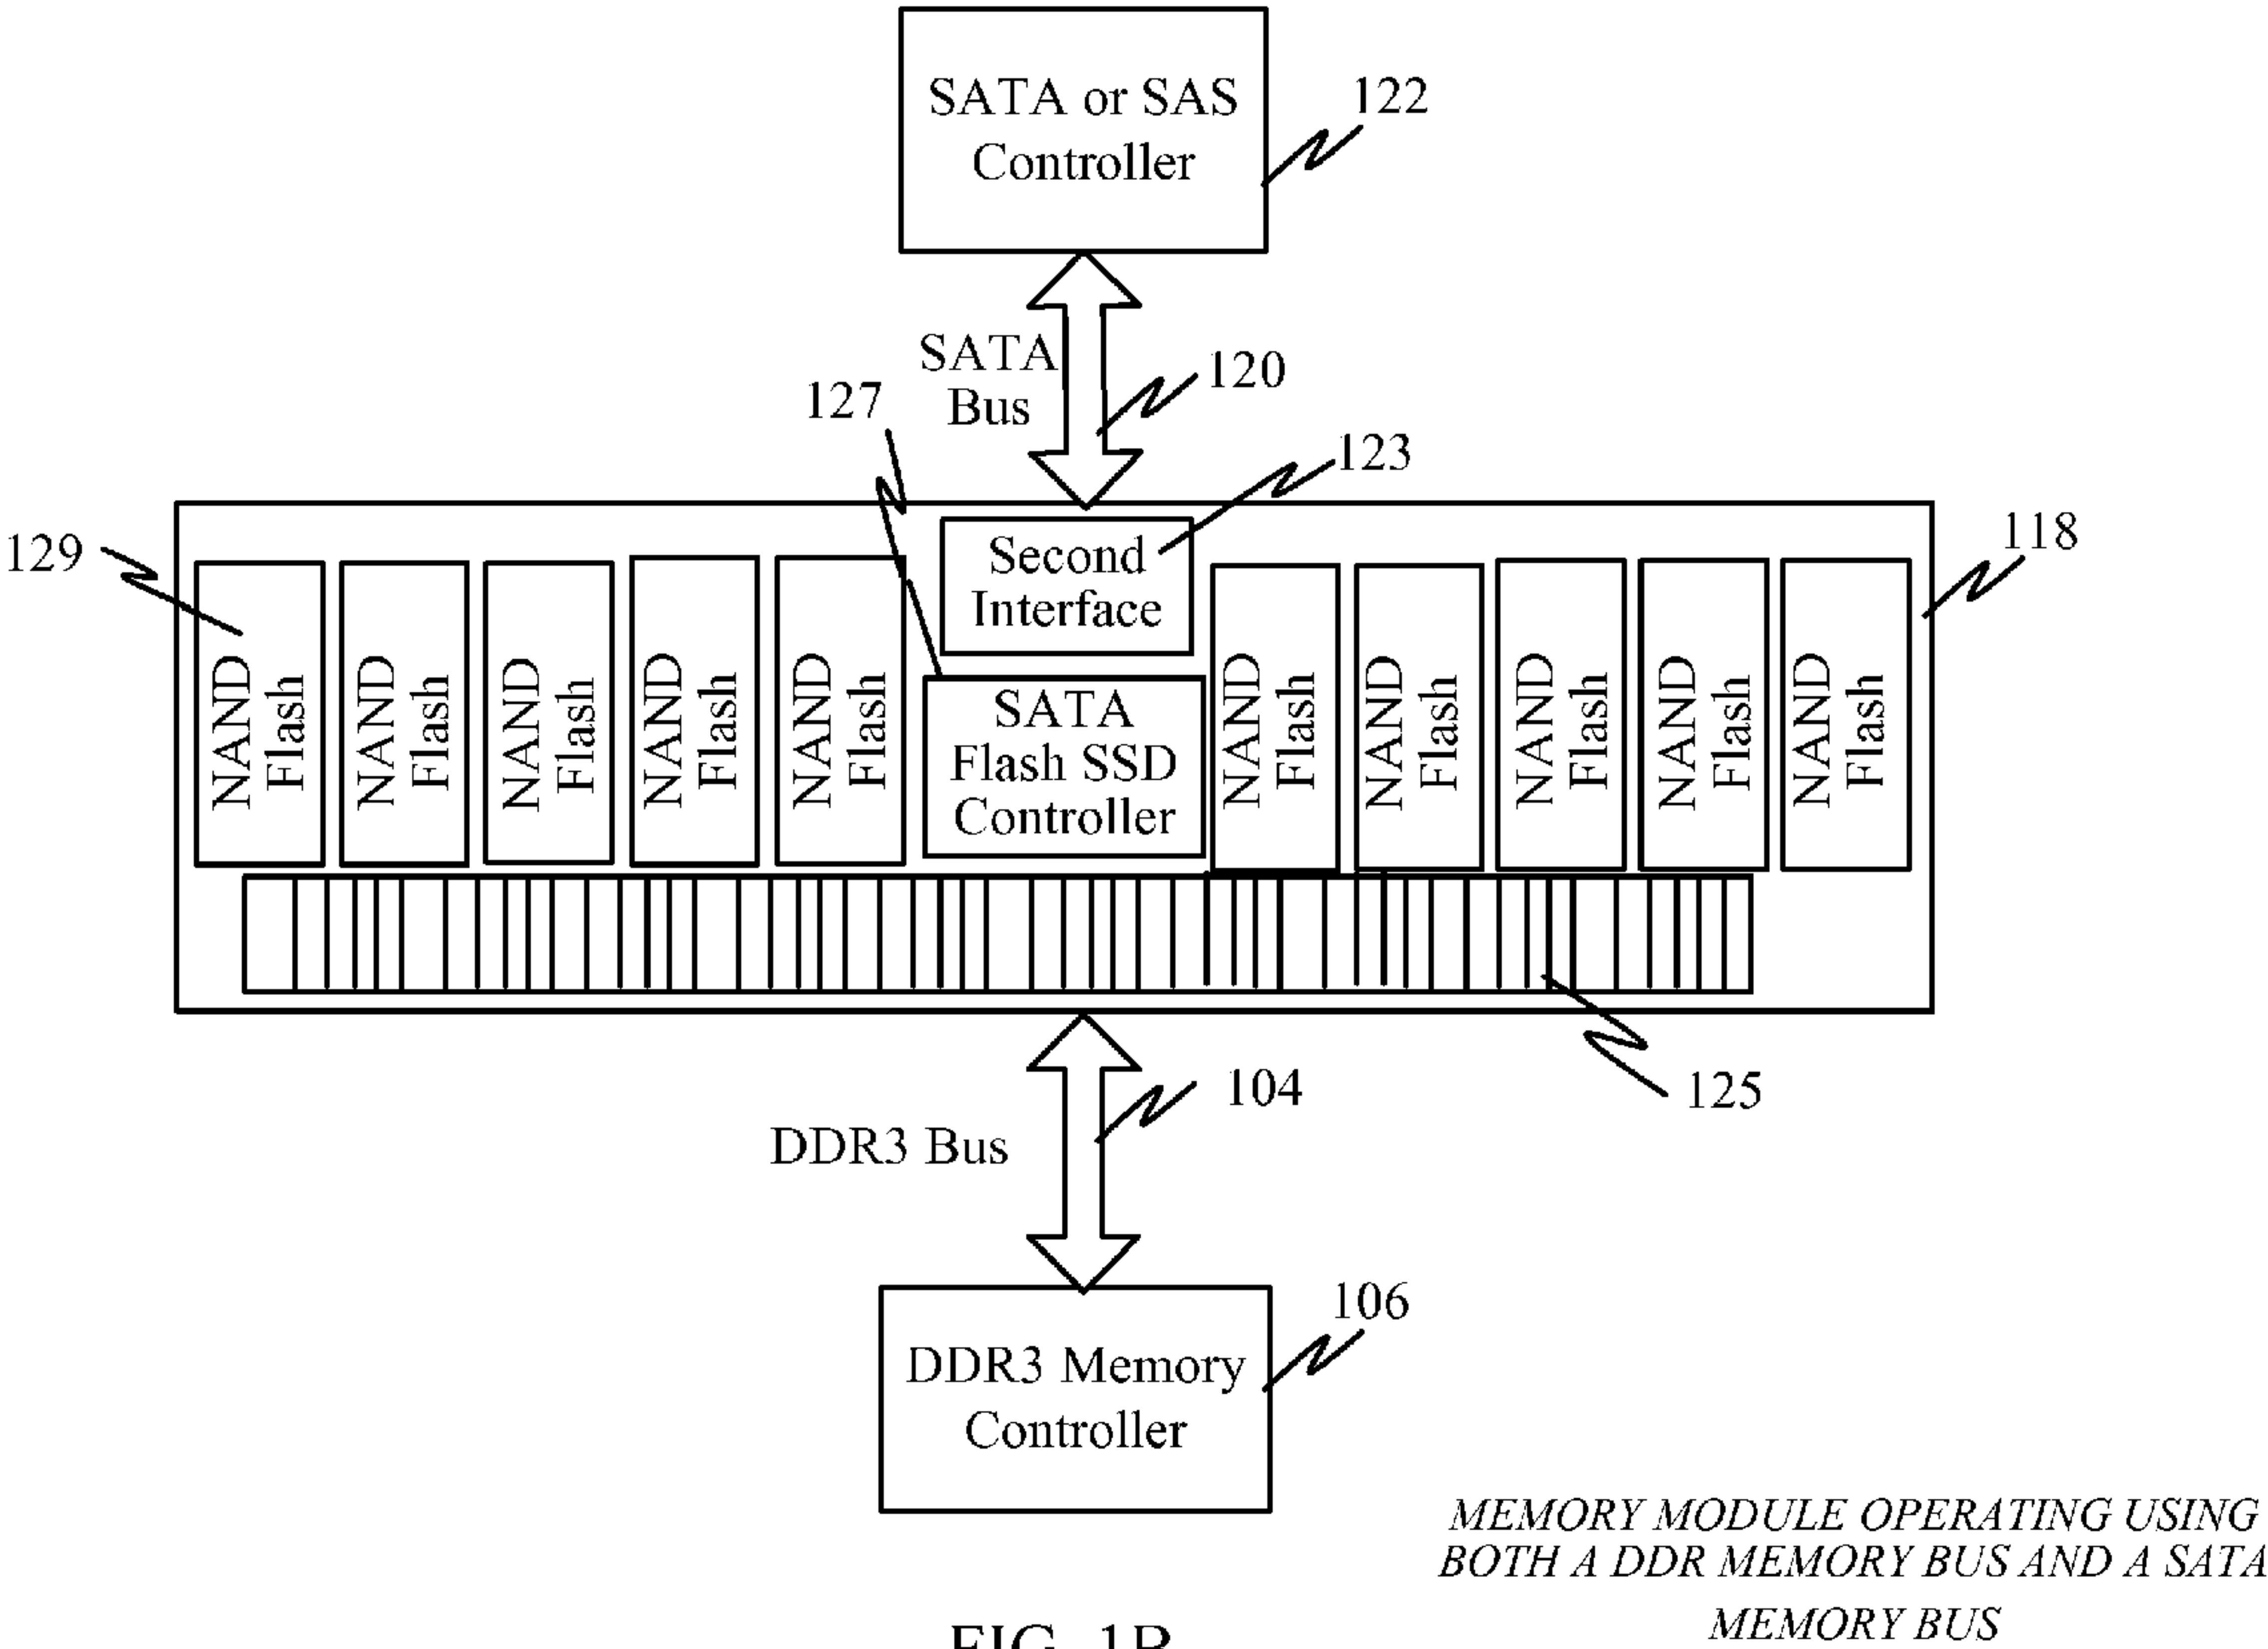 SATA or SAS
Controller
122
SATA
Bus
120
127
123
129
118
Second
Interface
NAND
Flash
NAND
Flash
NAND
Flash
NAND
Flash
NAND
Flash
SATA
Flash SSD
Controller
NAND
Flash
NAND
Flash
NAND
Flash
NAND
Flash
NAND
Flash
104
125
DDR3 Bus
106
DDR3 Memory
Controller
MEMORY MODULE OPERATING USING
BOTH A DDR MEMORY BUS AND A SATA
MEMORY BUS
FIG. 1B